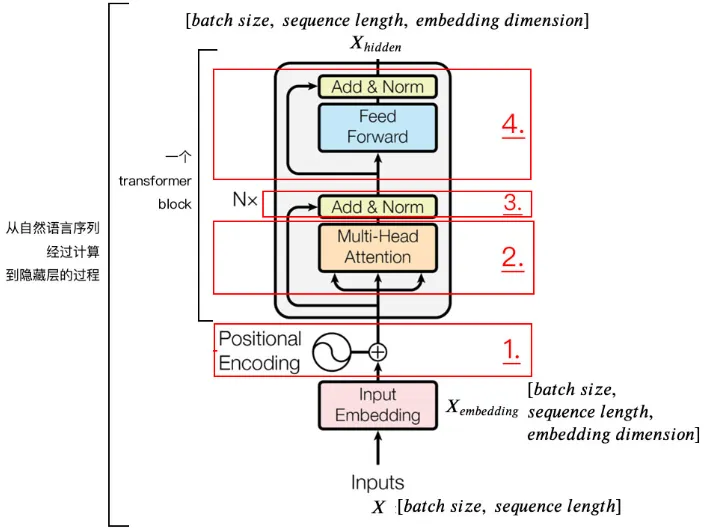 [batch size, sequence length, embedding dimension]
X hidden
Add & Norm
Feed
Forward
4.
一个
transformer
block
N×
Add & Norm
3.
Multi-Head
Attention
2.
从自然语言序列
经过计算
到隐藏层的过程
Positional
Encoding
1.
Input
Embedding
X embedding
[batch size,
sequence length,
embedding dimension]
Inputs
X [batch size, sequence length]